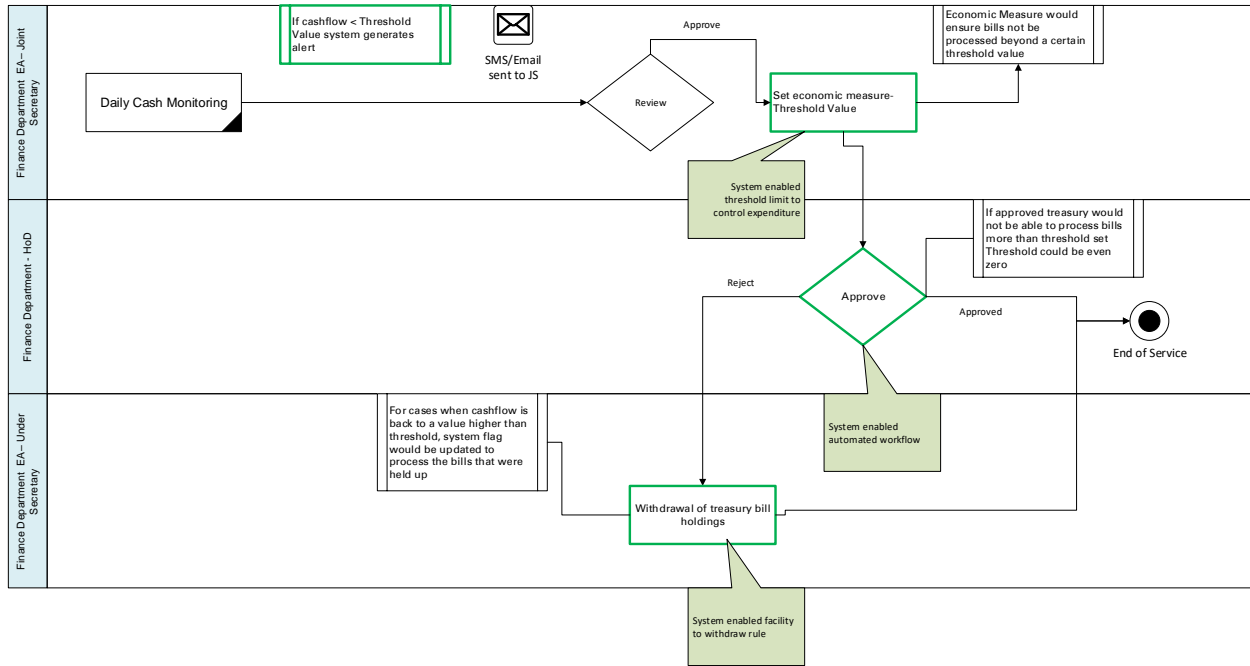 Finance Department EA – Joint
Secretary
If cashflow < Threshold
Value system generates
alert
SMS/Email
sent to JS
Approve
Economic Measure would
ensure bills not be
processed beyond a certain
threshold value
Daily Cash Monitoring
Review
Set economic measure-
Threshold Value
System enabled
threshold limit to
control expenditure
Finance Department - HoD
If approved treasury would
not be able to process bills
more than threshold set
Threshold could be even
zero
Reject
Approve
Approved
End of Service
Finance Department EA – Under
Secretary
For cases when cashflow is
back to a value higher than
threshold, system flag
would be updated to
process the bills that were
held up
System enabled
automated workflow
Withdrawal of treasury bill
holdings
System enabled facility
to withdraw rule